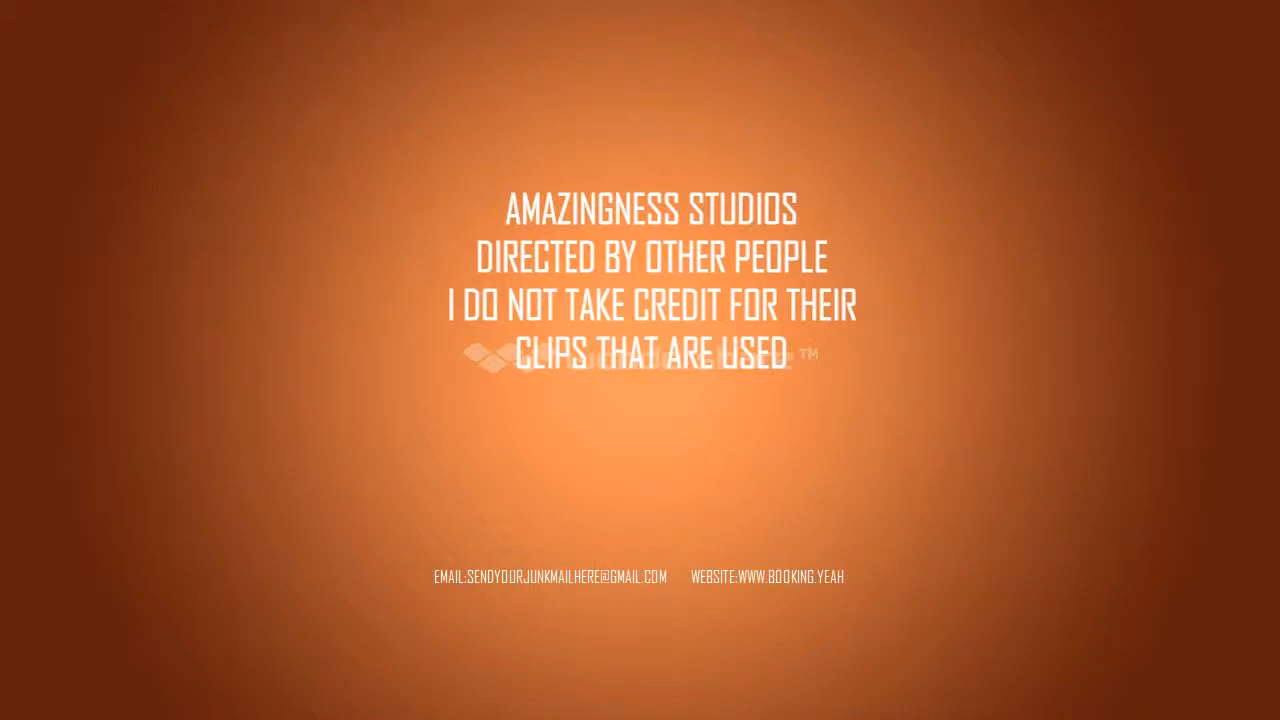 AMAZINGNESS STUDIOS
DIRECTED BY OTHER PEOPLE
I DO NOT TAKE CREDIT FOR THEIR
CLIPS THAT ARE USED
wondershare™
EMAIL:SENDYOURJUNKMAILHERE@GMAIL.COM WEBSITE:WWW.BOOKING.YEAH